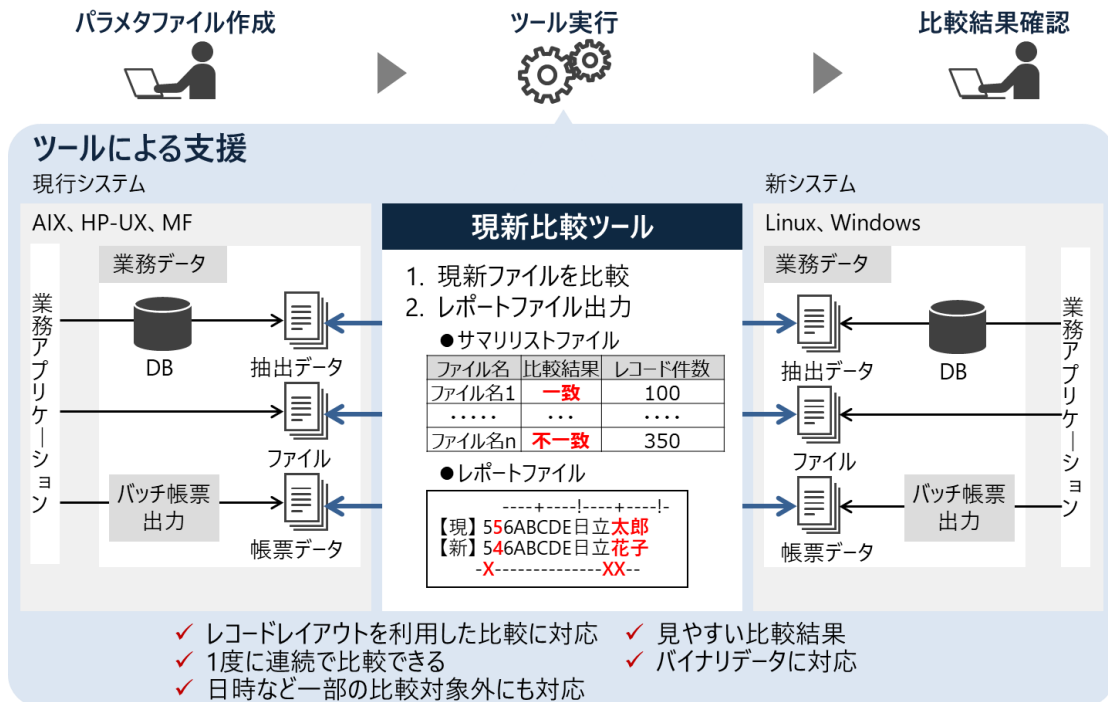 パラメタファイル作成
ツール実行
比較結果確認
ツールによる支援
現行システム
AIX、HP-UX、MF
業務アプリケーション
業務データ
DB
抽出データ
ファイル
バッチ帳票
出力
帳票データ
現新比較ツール
1. 現新ファイルを比較
2. レポートファイル出力
●サマリリストファイル
ファイル名 比較結果 レコード件数
ファイル名1 一致 100
・・・・・ ・・・ ・・・・
ファイル名n 不一致 350
●レポートファイル
----+----!----+----!-
【現】556ABCDE日立太郎
【新】546ABCDE日立花子
-X--------------XX--
新システム
Linux、Windows
業務データ
抽出データ
DB
ファイル
帳票データ
バッチ帳票
出力
業務アプリケーション
✓ レコードレイアウトを利用した比較に対応
✓ 1度に連続で比較できる
✓ 日時など一部の比較対象外にも対応
✓ 見やすい比較結果
✓ バイナリデータに対応